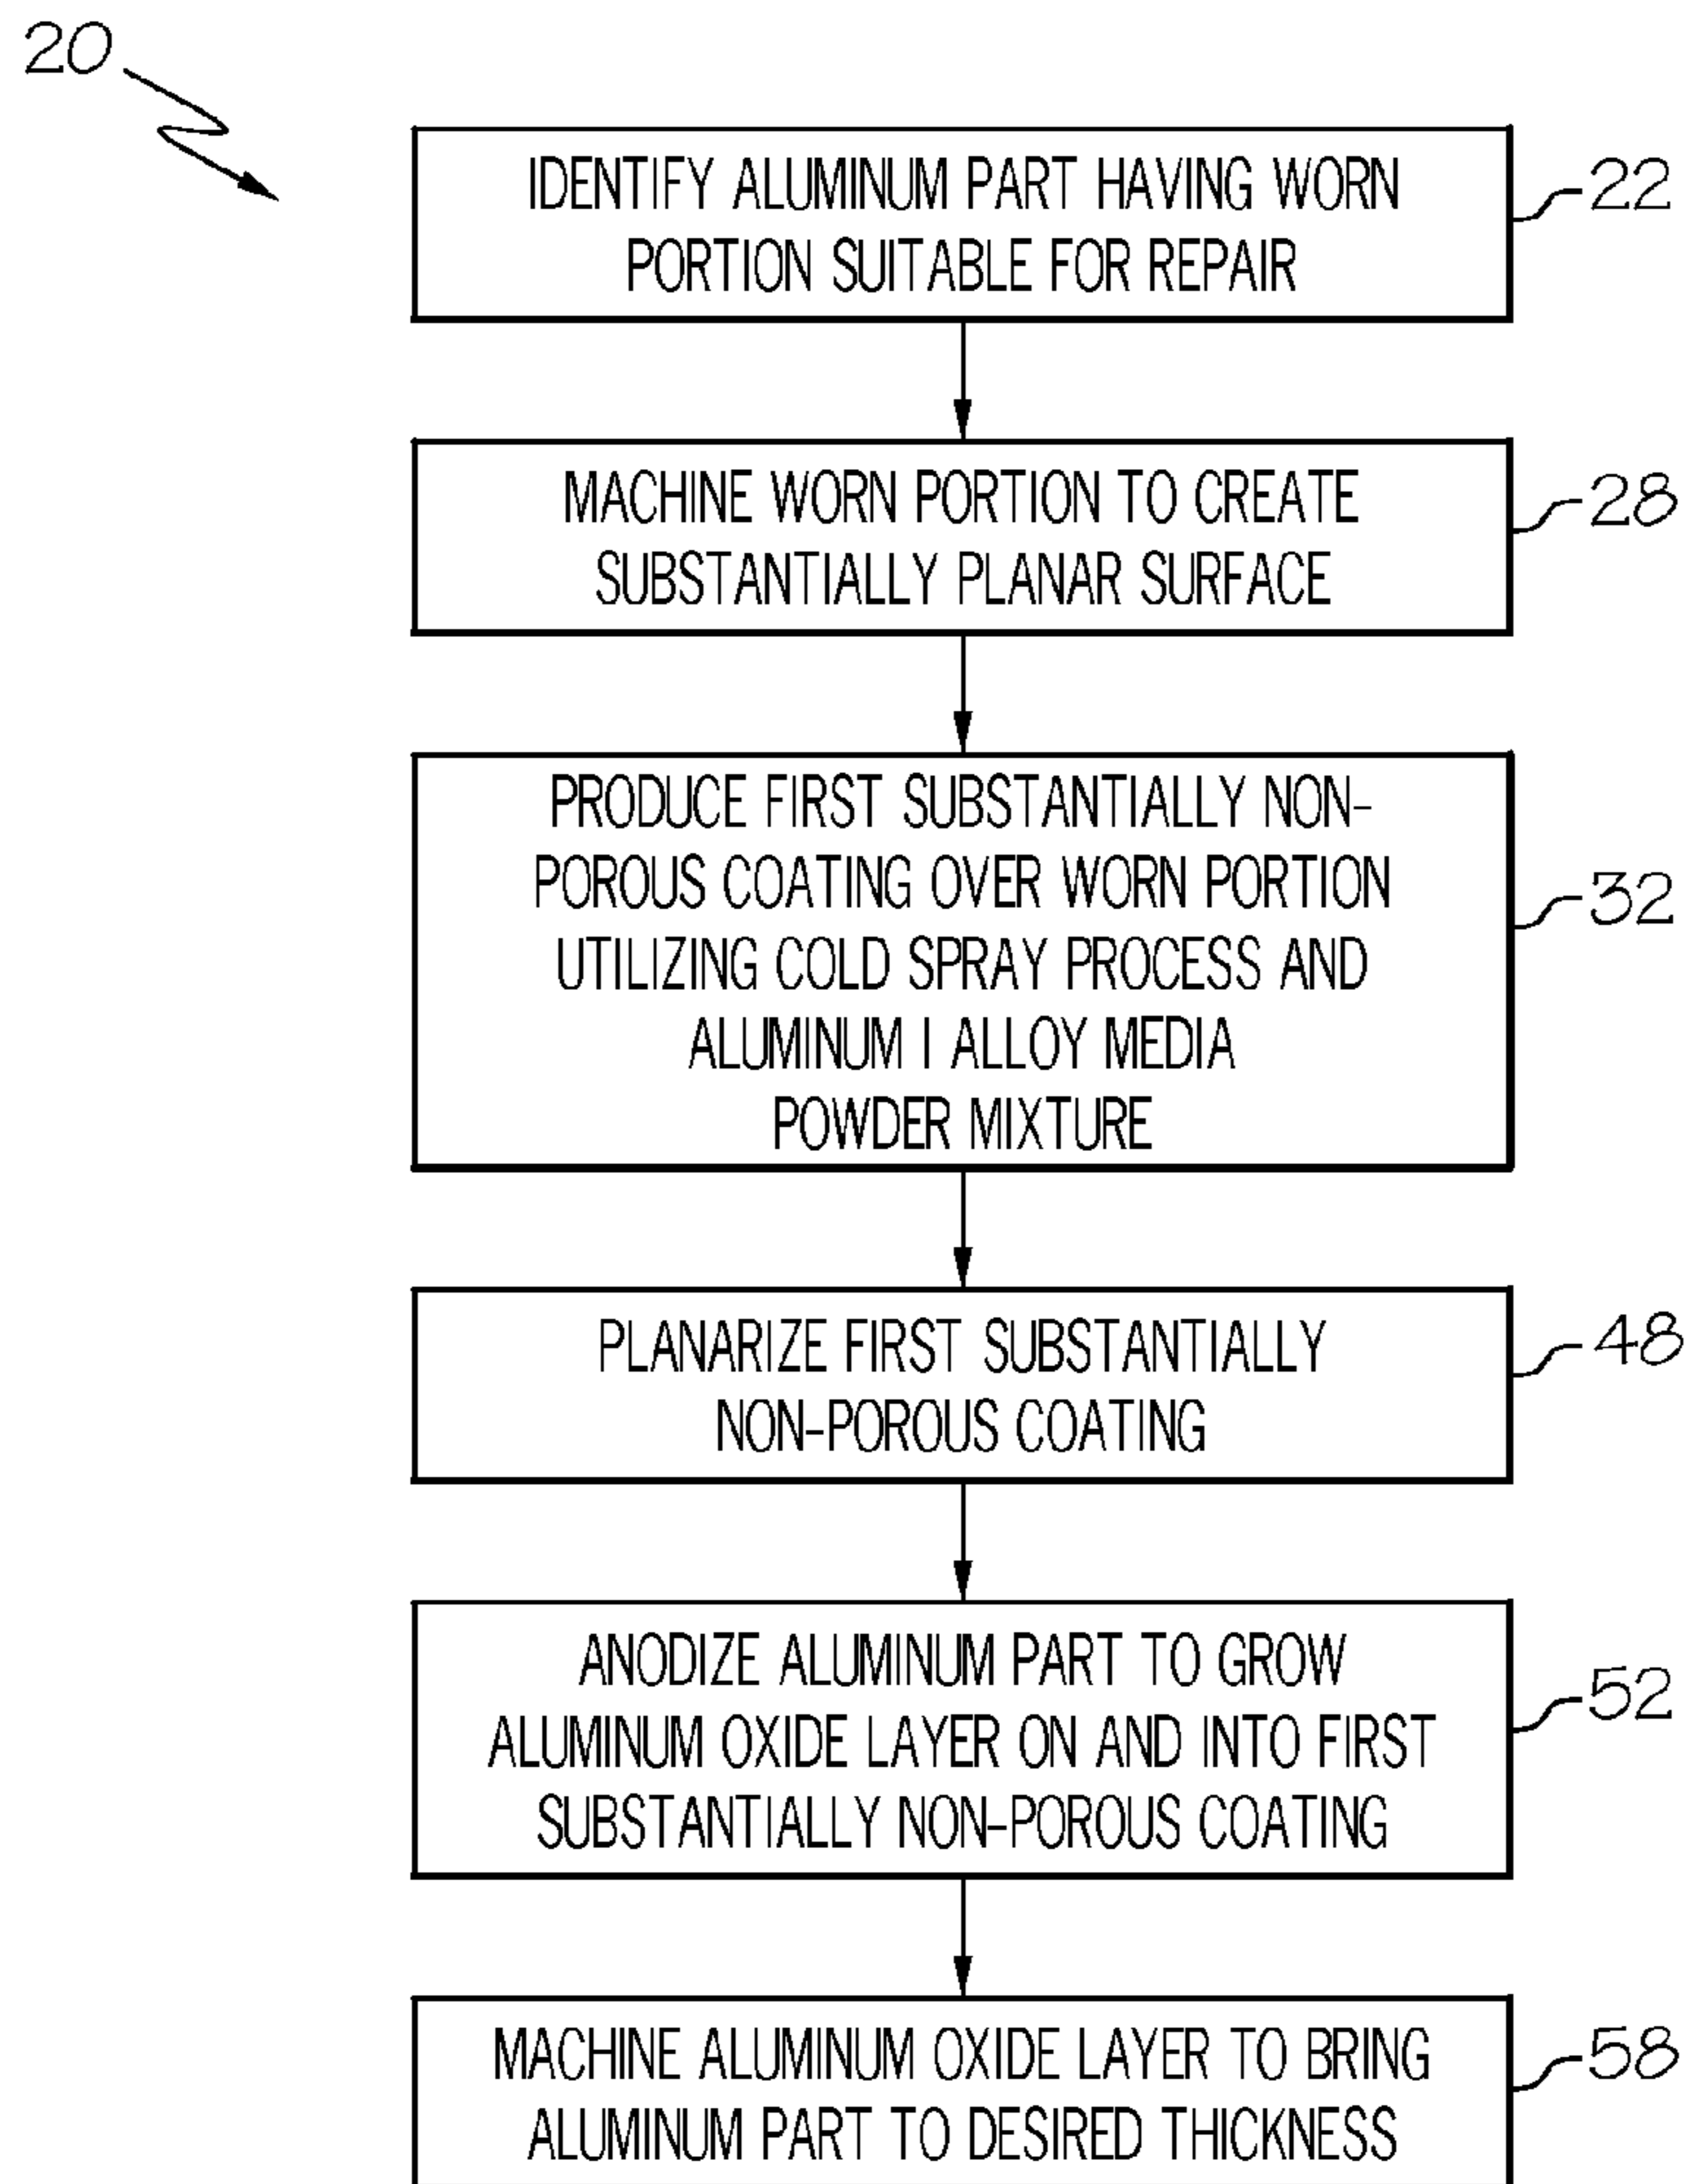 20
IDENTIFY ALUMINUM PART HAVING WORN
PORTION SUITABLE FOR REPAIR
22
MACHINE WORN PORTION TO CREATE
SUBSTANTIALLY PLANAR SURFACE
28
PRODUCE FIRST SUBSTANTIALLY NON-
POROUS COATING OVER WORN PORTION
UTILIZING COLD SPRAY PROCESS AND
ALUMINUM I ALLOY MEDIA
POWDER MIXTURE
32
PLANARIZE FIRST SUBSTANTIALLY
NON-POROUS COATING
48
ANODIZE ALUMINUM PART TO GROW
ALUMINUM OXIDE LAYER ON AND INTO FIRST
SUBSTANTIALLY NON-POROUS COATING
52
MACHINE ALUMINUM OXIDE LAYER TO BRING
ALUMINUM PART TO DESIRED THICKNESS
58